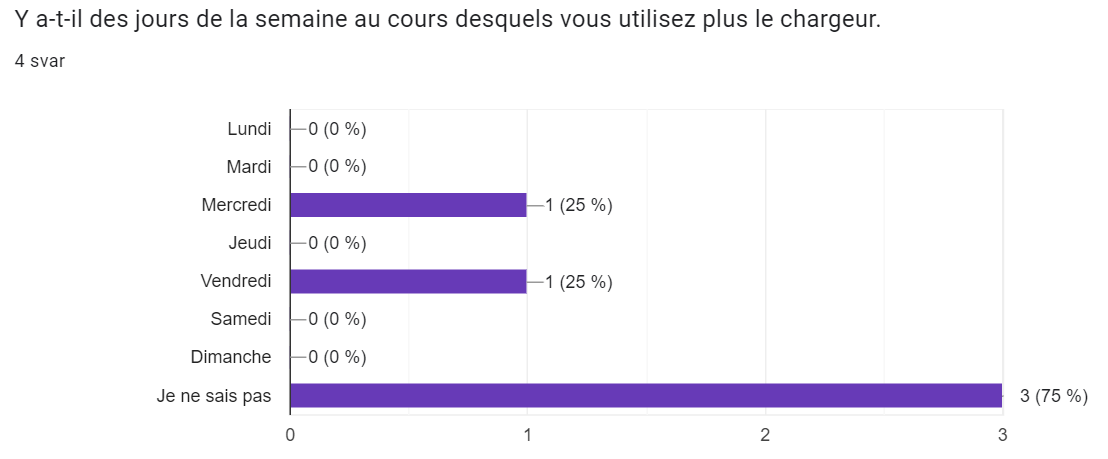 Y a-t-il des jours de la semaine au cours desquels vous utilisez plus le chargeur.
4 svar
Lundi 0 (0 %)
Mardi 0 (0 %)
Mercredi 1 (25 %)
Jeudi 0 (0 %)
Vendredi 1 (25 %)
Samedi 0 (0 %)
Dimanche 0 (0 %)
Je ne sais pas 3 (75 %)
0 1 2 3